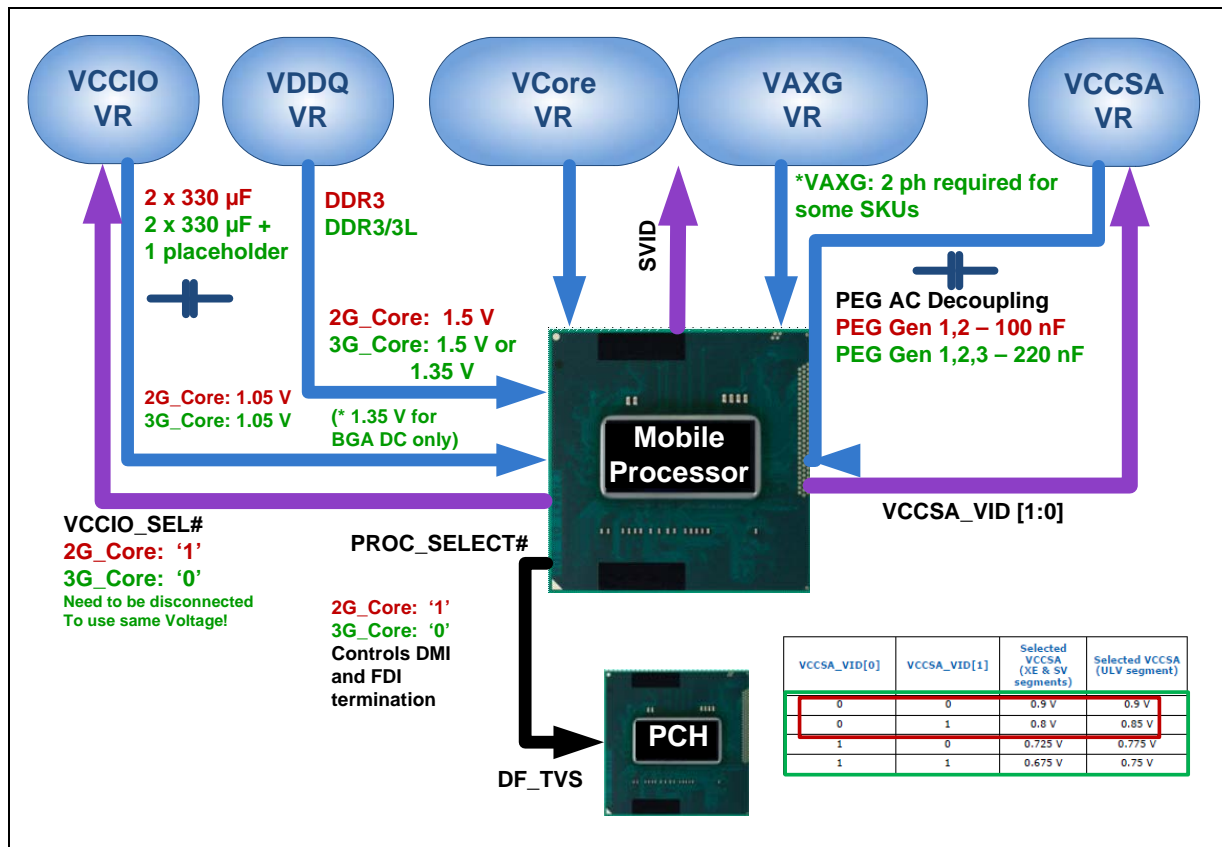 VCCIO
VR
VDDQ
VR
VCore
VR
VAXG
VR
VCCSA
VR
2 x 330 µF
2 x 330 µF +
1 placeholder
DDR3
DDR3/3L
SVID
*VAXG: 2 ph required for
some SKUs
PEG AC Decoupling
PEG Gen 1,2 – 100 nF
PEG Gen 1,2,3 – 220 nF
2G_Core: 1.5 V
3G_Core: 1.5 V or
1.35 V
2G_Core: 1.05 V
3G_Core: 1.05 V
(* 1.35 V for
BGA DC only)
Mobile
Processor
VCCIO_SEL#
2G_Core: ‘1’
3G_Core: ‘0’
Need to be disconnected
To use same Voltage!
PROC_SELECT#
VCCSA_VID [1:0]
2G_Core: ‘1’
3G_Core: ‘0’
Controls DMI
and FDI
termination
PCH
DF_TVS
VCCSA_VID[0] VCCSA_VID[1] Selected VCCSA (XE & SV segments) Selected VCCSA (ULV segment)
0 0 0.9 V 0.9 V
0 1 0.8 V 0.85 V
1 0 0.725 V 0.775 V
1 1 0.675 V 0.75 V